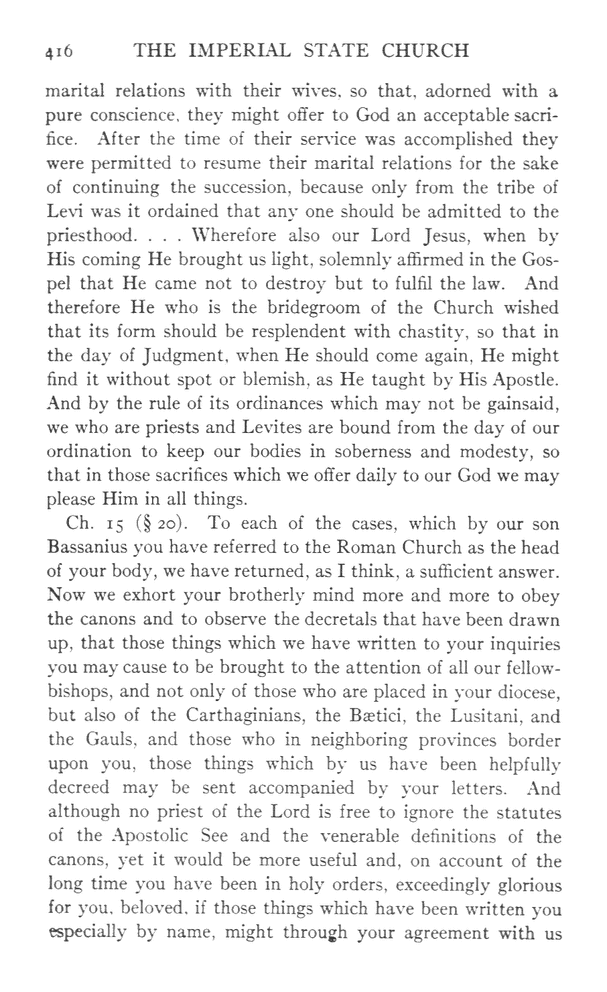 416 THE IMPERIAL STATE CHURCH
marital relations with their wives, so that, adorned with a
pure conscience, they might offer to God an acceptable sacri-
fice. After the time of their service was accomplished they
were permitted to resume their marital relations for the sake
of continuing the succession, because only from the tribe of
Levi was it ordained that any one should be admitted to the
priesthood. . . . Wherefore also our Lord Jesus, when by
His coming He brought us light, solemnly affirmed in the Gos-
pel that He came not to destroy but to fulfil the law. And
therefore He who is the bridegroom of the Church wished
that its form should be resplendent with chastity, so that in
the day of Judgment, when He should come again, He might
find it without spot or blemish, as He taught by His Apostle.
And by the rule of its ordinances which may not be gainsaid,
we who are priests and Levites are bound from the day of our
ordination to keep our bodies in soberness and modesty, so
that in those sacrifices which we offer daily to our God we may
please Him in all things.
Ch. 15 (§ 20). To each of the cases, which by our son
Bassanius you have referred to the Roman Church as the head
of your body, we have returned, as I think, a sufficient answer.
Now we exhort your brotherly mind more and more to obey
the canons and to observe the decretals that have been drawn
up, that those things which we have written to your inquiries
you may cause to be brought to the attention of all our fellow-
bishops, and not only of those who are placed in your diocese,
but also of the Carthaginians, the Bætici, the Lusitani, and
the Gauls, and those who in neighboring provinces border
upon you, those things which by us have been helpfully
decreed may be sent accompanied by your letters. And
although no priest of the Lord is free to ignore the statutes
of the Apostolic See and the venerable definitions of the
canons, yet it would be more useful and, on account of the
long time you have been in holy orders, exceedingly glorious
for you, beloved, if those things which have been written you
especially by name, might through your agreement with us